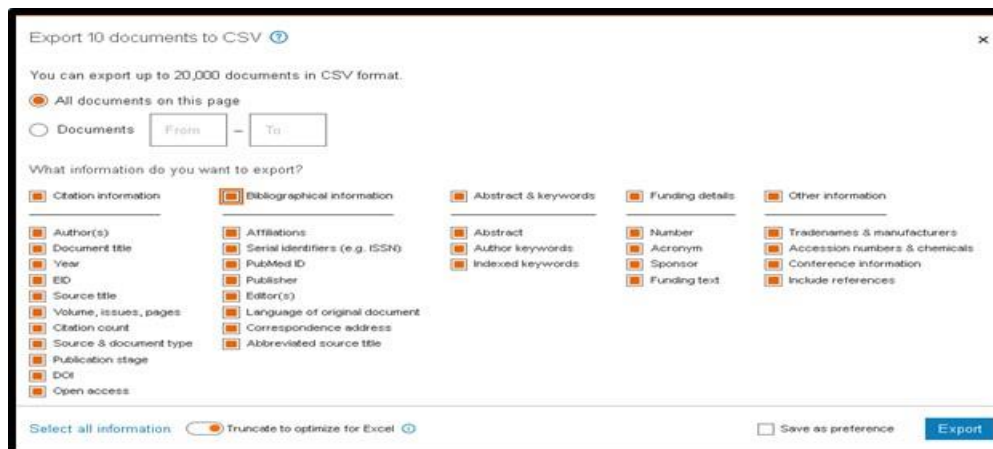 Export 10 documents to CSV
You can export up to 20,000 documents in CSV format.
All documents on this page
Documents From – To
What information do you want to export?
Citation information
Author(s)
Document title
Year
EID
Source title
Volume, issues, pages
Citation count
Source & document type
Publication stage
DOI
Open access
Bibliographical information
Affiliations
Serial identifiers (e.g. ISSN)
PubMed ID
Publisher
Editor(s)
Language of original document
Correspondence address
Abbreviated source title
Abstract & keywords
Abstract
Author keywords
Indexed keywords
Funding details
Number
Acronym
Sponsor
Funding text
Other information
Tradenames & manufacturers
Accession numbers & chemicals
Conference information
Include references
Select all information Truncate to optimize for Excel Save as preference Export